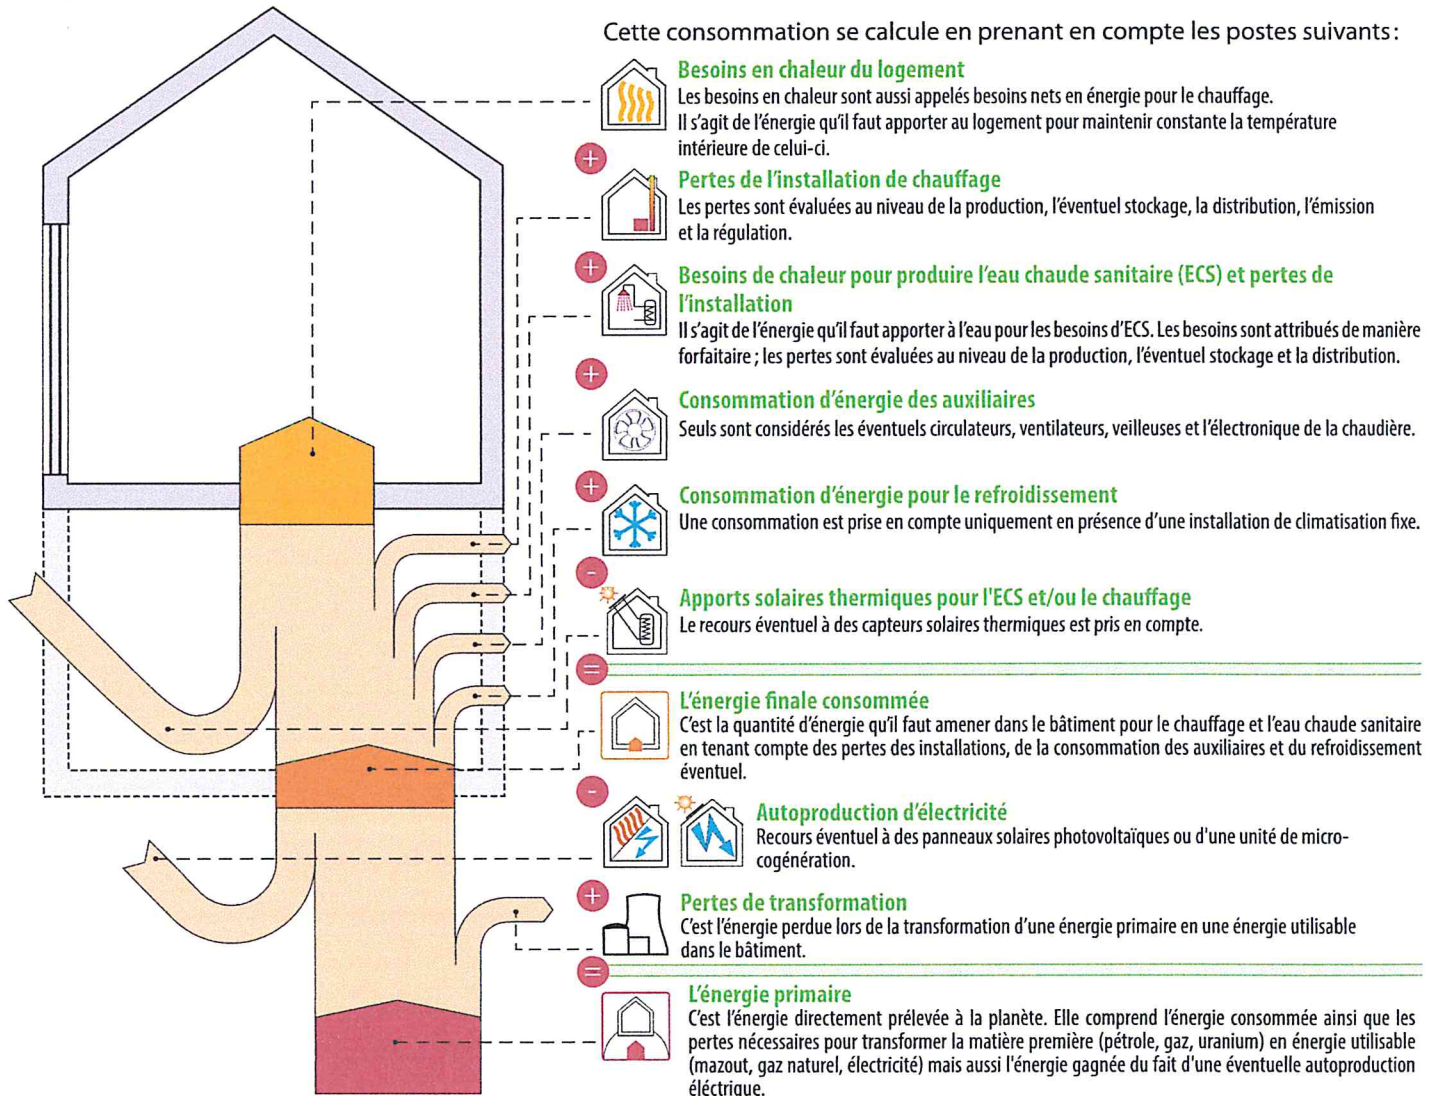 Cette consommation se calcule en prenant en compte les postes suivants:
Besoins en chaleur du logement
Les besoins en chaleur sont aussi appelés besoins nets en énergie pour le chauffage.
Il s'agit de l'énergie qu'il faut apporter au logement pour maintenir constante la température
intérieure de celui-ci.
+
Pertes de l'installation de chauffage
Les pertes sont évaluées au niveau de la production, l'éventuel stockage, la distribution, l'émission
et la régulation.
+
Besoins de chaleur pour produire l'eau chaude sanitaire (ECS) et pertes de
l'installation
Il s'agit de l'énergie qu'il faut apporter à l'eau pour les besoins d'ECS. Les besoins sont attribués de manière
forfaitaire ; les pertes sont évaluées au niveau de la production, l'éventuel stockage et la distribution.
+
Consommation d'énergie des auxiliaires
Seuls sont considérés les éventuels circulateurs, ventilateurs, veilleuses et l'électronique de la chaudière.
+
Consommation d'énergie pour le refroidissement
Une consommation est prise en compte uniquement en présence d'une installation de climatisation fixe.
-
Apports solaires thermiques pour l'ECS et/ou le chauffage
Le recours éventuel à des capteurs solaires thermiques est pris en compte.
=
L'énergie finale consommée
C'est la quantité d'énergie qu'il faut amener dans le bâtiment pour le chauffage et l'eau chaude sanitaire
en tenant compte des pertes des installations, de la consommation des auxiliaires et du refroidissement
éventuel.
-
Autoproduction d'électricité
Recours éventuel à des panneaux solaires photovoltaïques ou d'une unité de micro-
cogénération.
+
Pertes de transformation
C'est l'énergie perdue lors de la transformation d'une énergie primaire en une énergie utilisable
dans le bâtiment.
=
L'énergie primaire
C'est l'énergie directement prélevée à la planète. Elle comprend l'énergie consommée ainsi que les
pertes nécessaires pour transformer la matière première (pétrole, gaz, uranium) en énergie utilisable
(mazout, gaz naturel, électricité) mais aussi l'énergie gagnée du fait d'une éventuelle autoproduction
éléctrique.